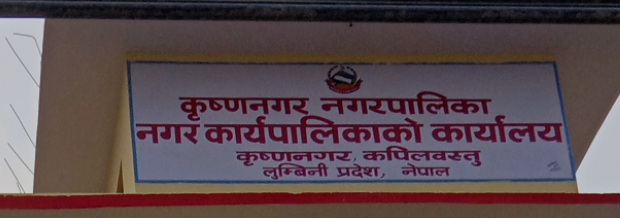 कृष्णनगर नगरपालिका
नगर कार्यपालिकाको कार्यालय
कृष्णनगर, कपिलवस्तु
लुम्बिनी प्रदेश, नेपाल